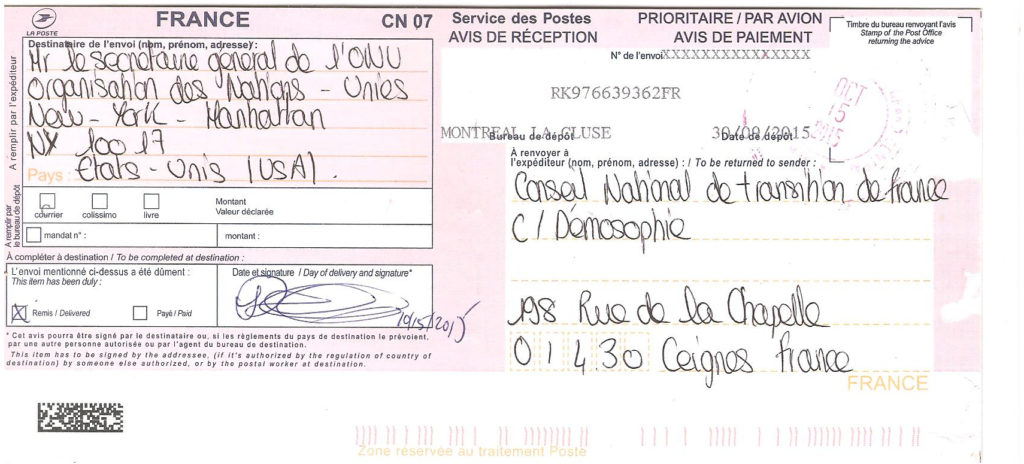 LA POSTE
FRANCE
CN 07
Destinataire de l'envoi (nom, prénom, adresse) :
Mr le secrétaire général de l'ONU
Organisation des Nations - Unies
New - York - Manhattan
NY 10017
Pays :
États - Unis (USA).
A remplir par l'expéditeur
courrier
colissimo
livre
Montant
Valeur déclarée
A remplir par
le bureau de dépôt
mandat n° :
montant :
À compléter à destination / To be completed at destination :
L'envoi mentionné ci-dessus a été dûment :
This item has been duly :
X Remis / Delivered
Payé / Paid
Date et signature / Day of delivery and signature*
10/5/2015
* Cet avis pourra être signé par le destinataire ou, si les règlements du pays de destination le prévoient,
par une autre personne autorisée ou par l'agent du bureau de destination.
This item has to be signed by the addressee, (if it's authorized by the regulation of country of
destination) by someone else authorized, or by the postal worker at destination.
Service des Postes
AVIS DE RÉCEPTION
PRIORITAIRE / PAR AVION
AVIS DE PAIEMENT
Timbre du bureau renvoyant l'avis
Stamp of the Post Office
returning the advice
N° de l'envoi XXXXXXXXXXXXXXXX
RK976639362FR
OCT
15
2015
MONTREAL LA CLUSE
30/09/2015
Bureau de dépôt
Date de dépôt
À renvoyer à
l'expéditeur (nom, prénom, adresse) : / To be returned to sender :
Conseil National de transition de france
C/ Démosophie
198 Rue de la Chapelle
01430 Ceignes france
FRANCE
Zone réservée au traitement Poste